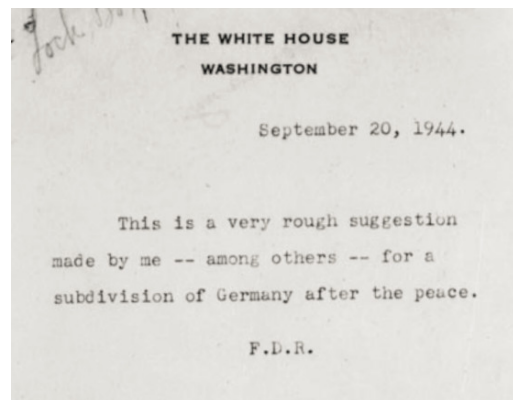 THE WHITE HOUSE
WASHINGTON
September 20, 1944.
This is a very rough suggestion
made by me -- among others -- for a
subdivision of Germany after the peace.
F.D.R.